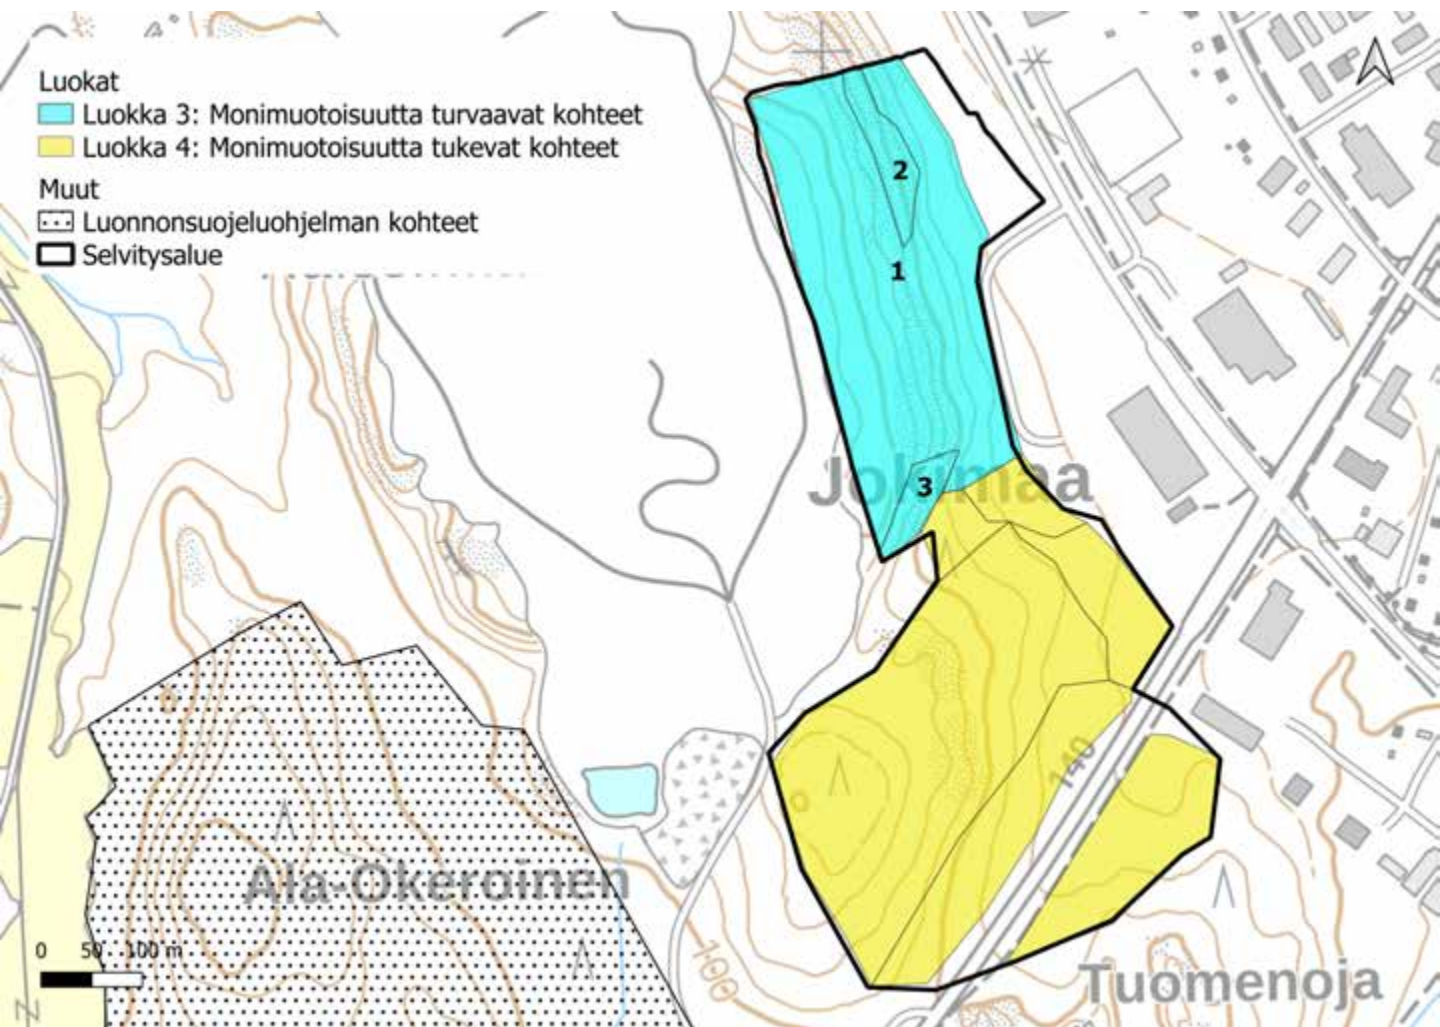 Luokat
Luokka 3: Monimuotoisuutta turvaavat kohteet
Luokka 4: Monimuotoisuutta tukevat kohteet
Muut
Luonnonsuojeluohjelman kohteet
Selvitysalue
2
1
Jokimaa
3
140
Ala-Okeroinen
0 50 100 m
100
Tuomenoja